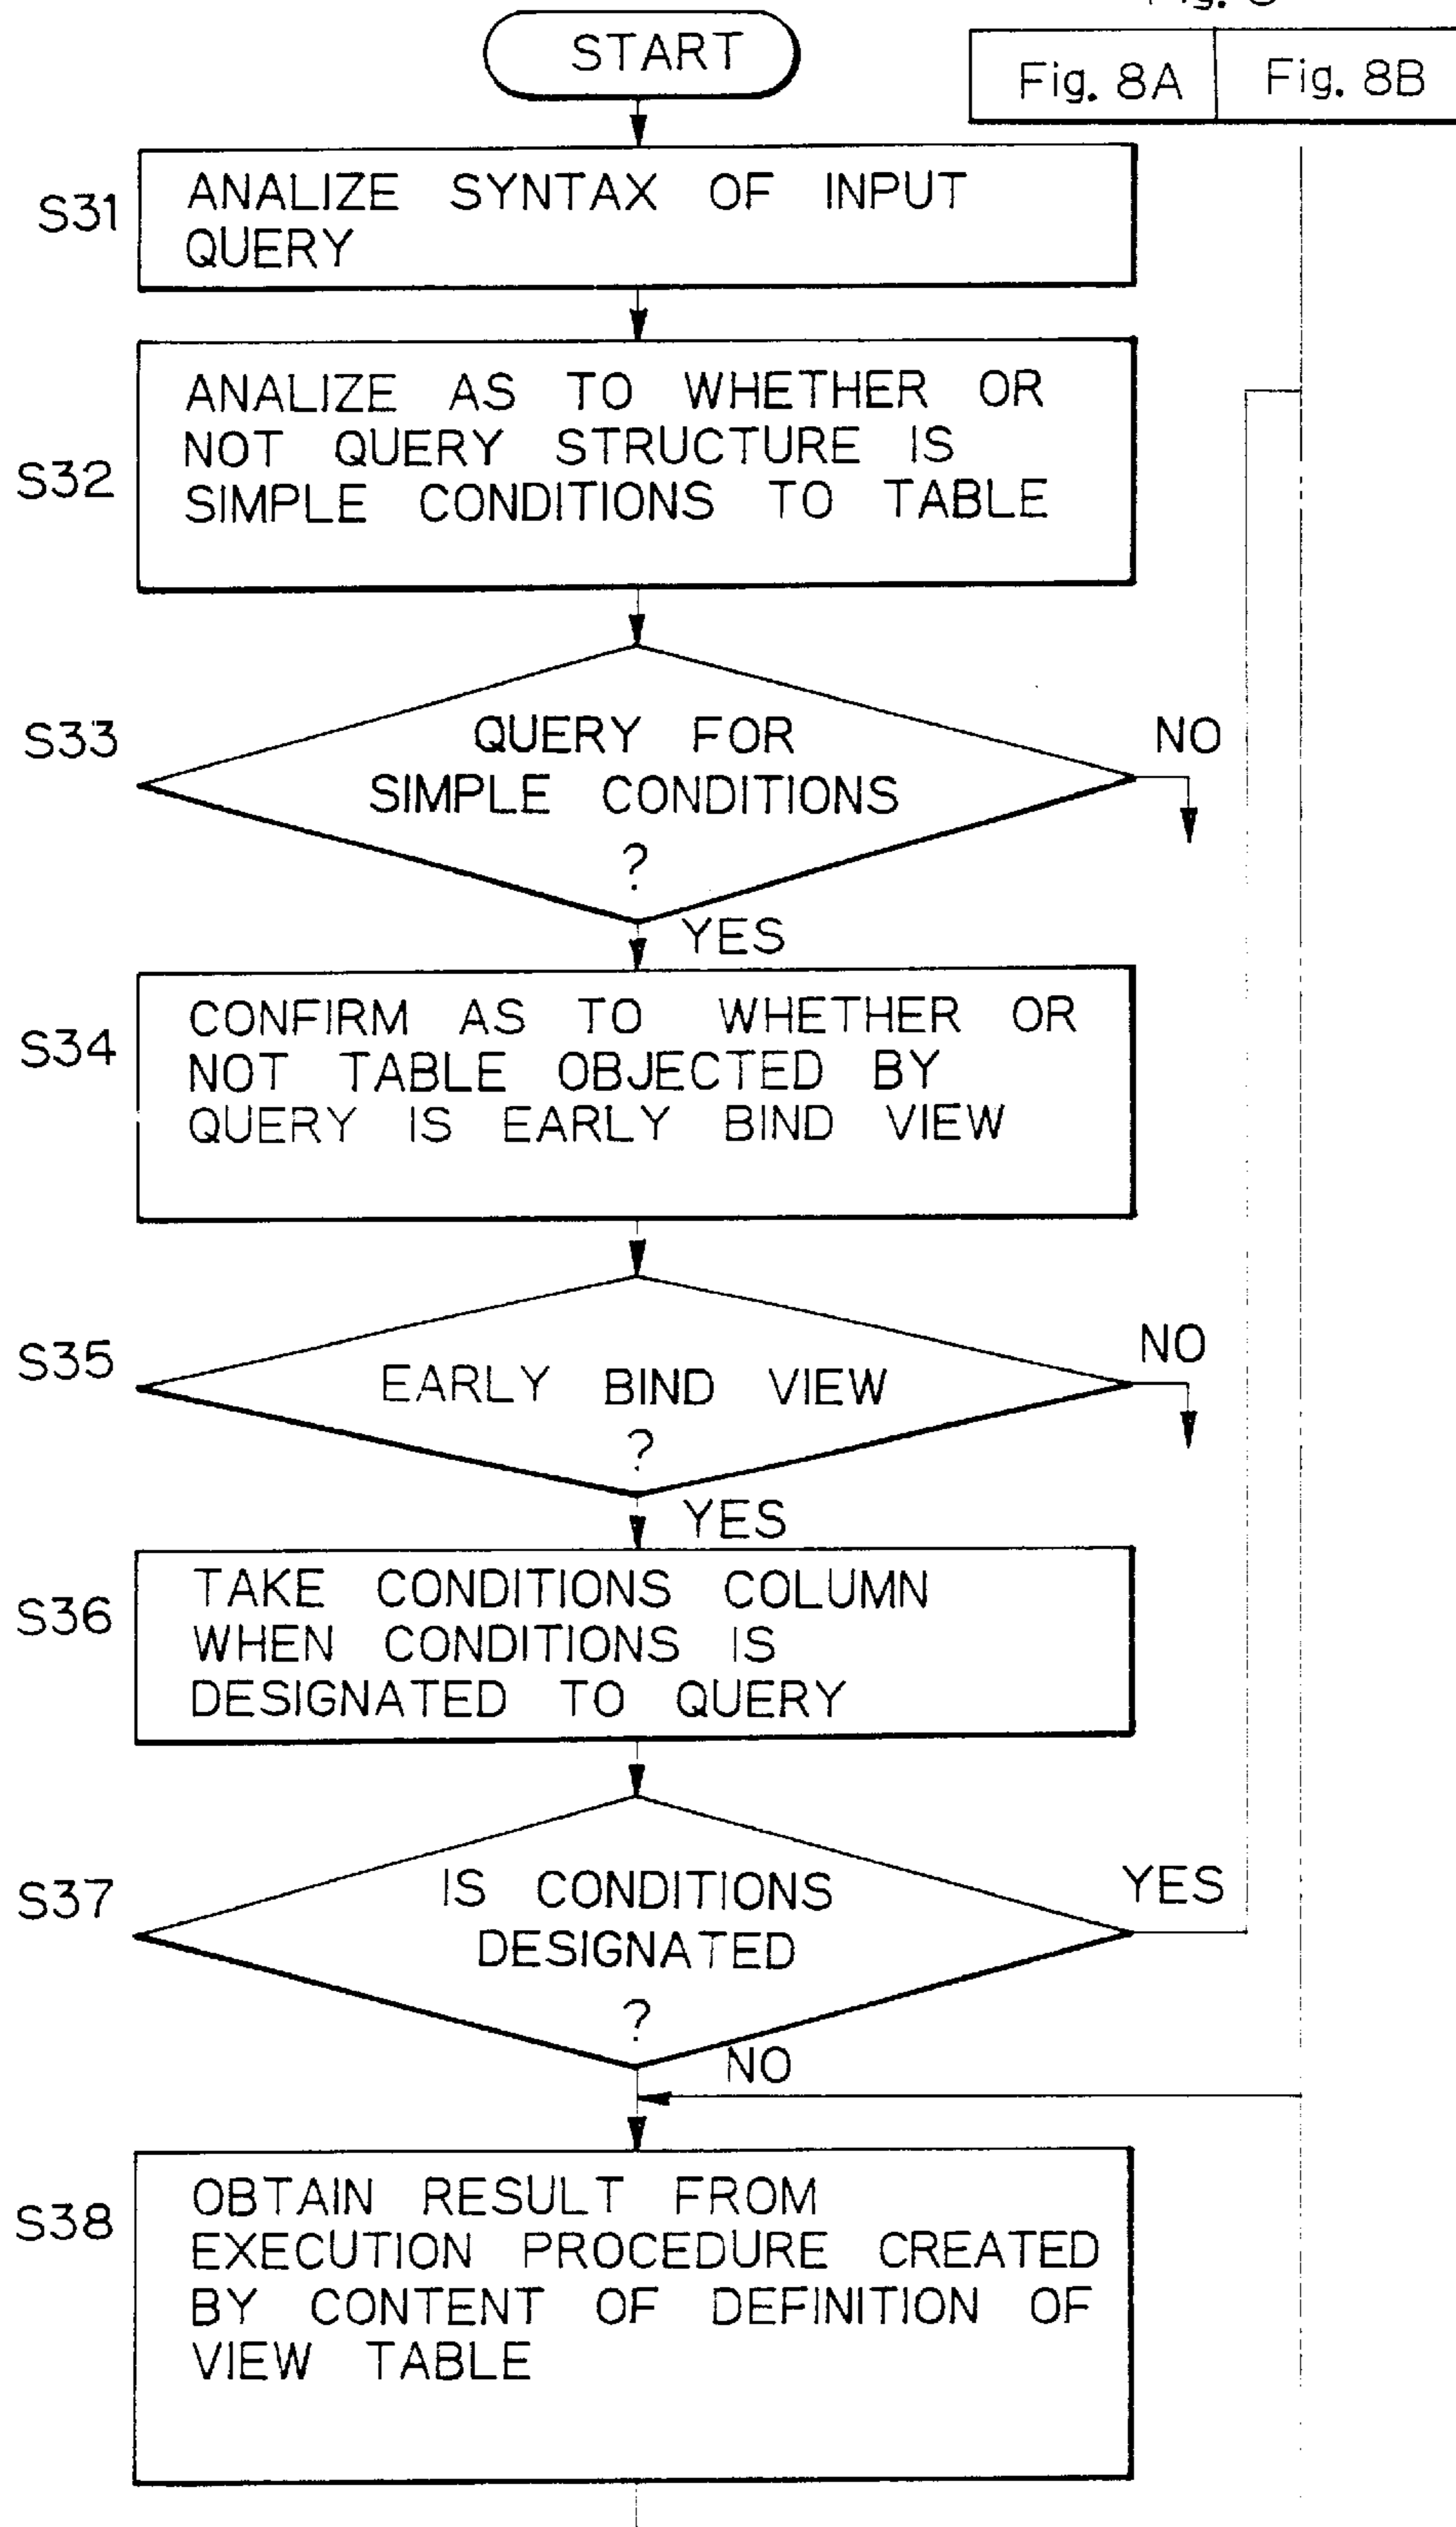 Fig. 8
START
Fig. 8A
Fig. 8B
S31
ANALIZE SYNTAX OF INPUT
QUERY
S32
ANALIZE AS TO WHETHER OR
NOT QUERY STRUCTURE IS
SIMPLE CONDITIONS TO TABLE
S33
QUERY FOR
SIMPLE CONDITIONS
?
NO
YES
S34
CONFIRM AS TO WHETHER OR
NOT TABLE OBJECTED BY
QUERY IS EARLY BIND VIEW
S35
EARLY BIND VIEW
?
NO
YES
S36
TAKE CONDITIONS COLUMN
WHEN CONDITIONS IS
DESIGNATED TO QUERY
S37
IS CONDITIONS
DESIGNATED
?
YES
NO
S38
OBTAIN RESULT FROM
EXECUTION PROCEDURE CREATED
BY CONTENT OF DEFINITION OF
VIEW TABLE